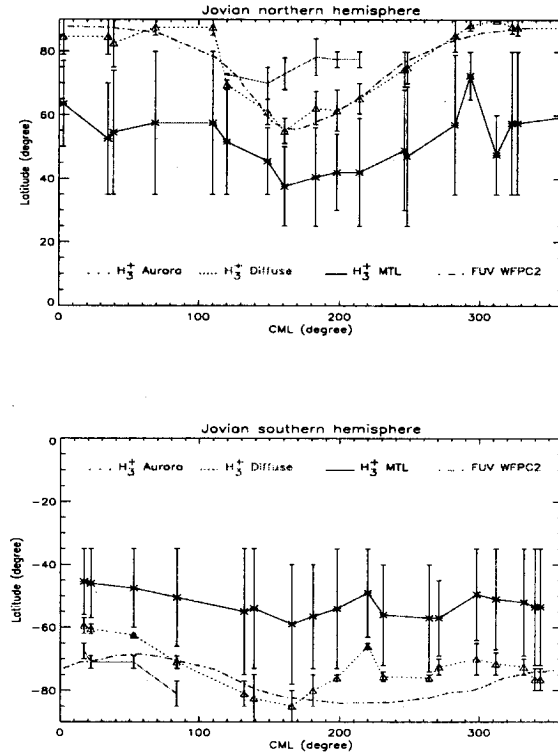 Jovian northern hemisphere
80
60
40
20
0
Latitude (degree)
H3+ Aurora H3+ Diffuse H3+ MTL FUV WFPC2
0 100 200 300
CML (degree)
Jovian southern hemisphere
0
-20
-40
-60
-80
Latitude (degree)
H3+ Aurora H3+ Diffuse H3+ MTL FUV WFPC2
0 100 200 300
CML (degree)